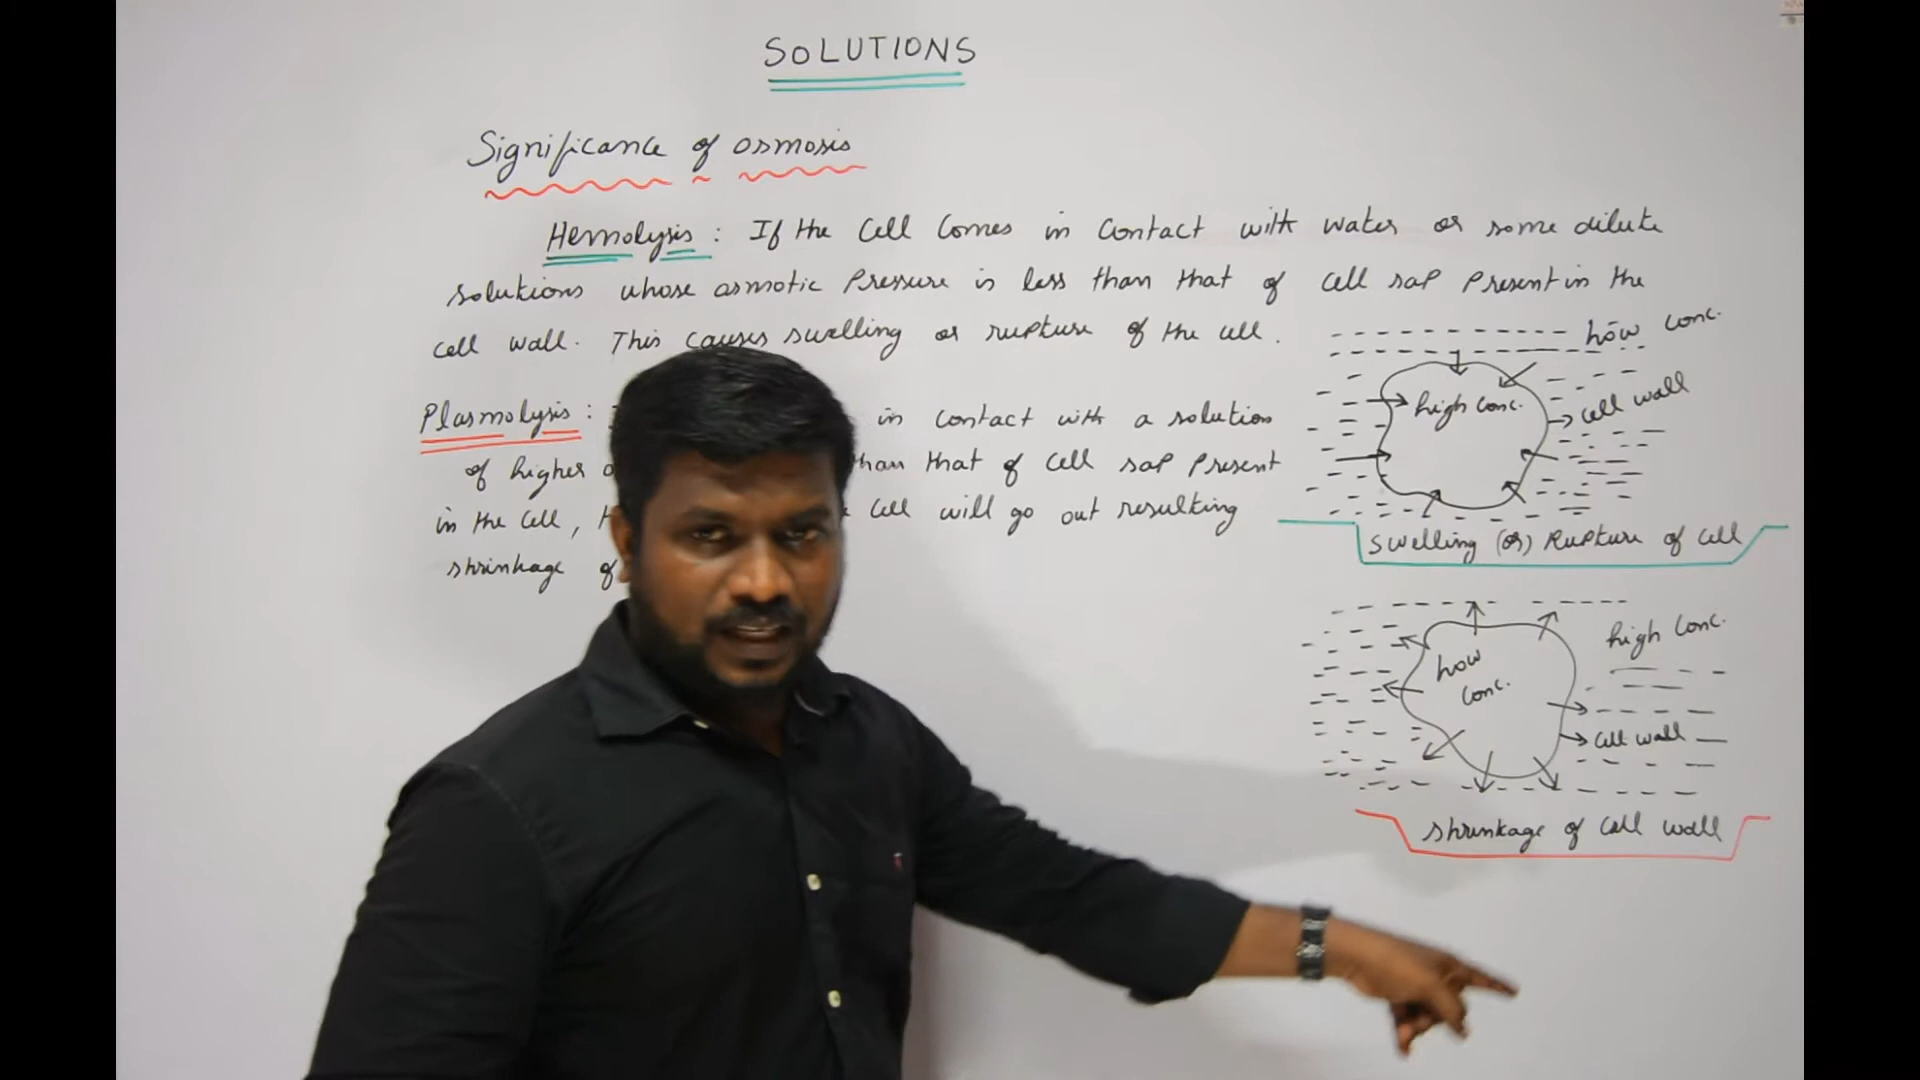 SOLUTIONS
Significance of osmosis
Hemolysis : If the cell comes in contact with water or some dilute
solutions whose osmotic pressure is less than that of cell sap present in the
cell wall. This causes swelling or rupture of the cell.
Plasmolysis : in contact with a solution
of higher than that of cell sap present
in the cell, cell will go out resulting
shrinkage of
low conc.
high conc.
cell wall
swelling (or) Rupture of cell
high conc.
low
conc.
cell wall
shrinkage of cell wall